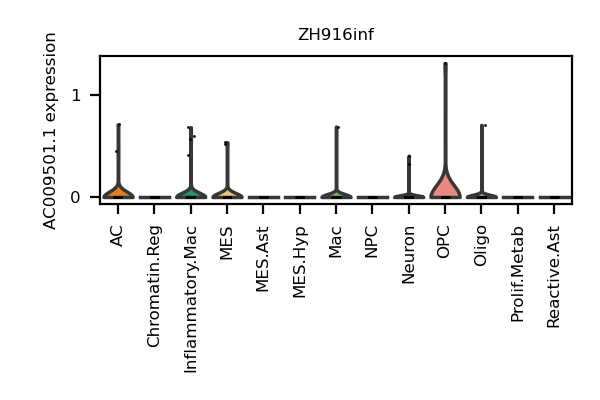 ZH916inf
AC009501.1 expression
1
0
AC
Chromatin.Reg
Inflammatory.Mac
MES
MES.Ast
MES.Hyp
Mac
NPC
Neuron
OPC
Oligo
Prolif.Metab
Reactive.Ast